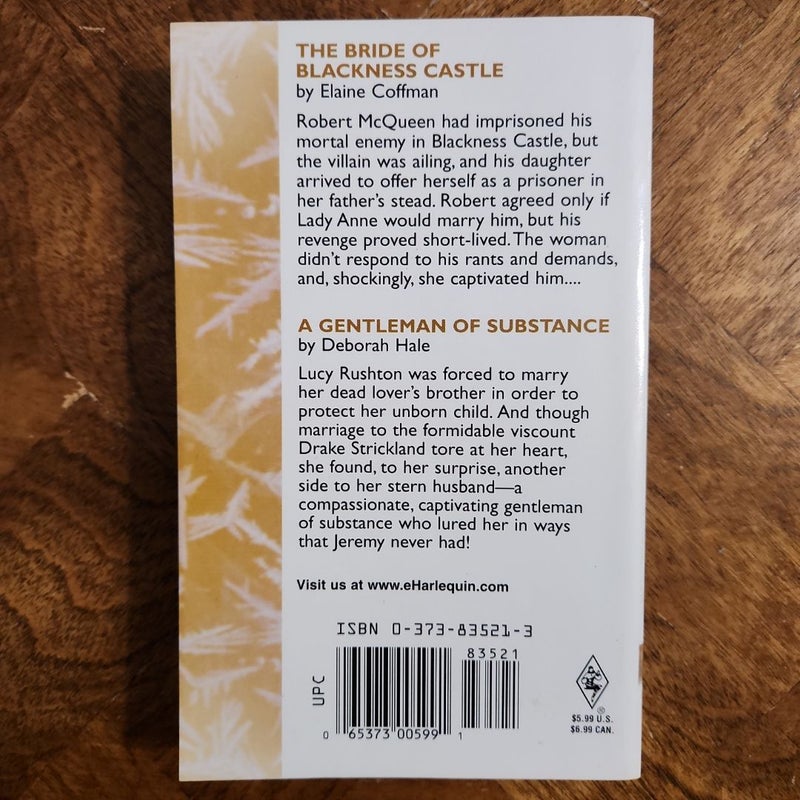 THE BRIDE OF
BLACKNESS CASTLE
by Elaine Coffman
Robert McQueen had imprisoned his
mortal enemy in Blackness Castle, but
the villain was ailing, and his daughter
arrived to offer herself as a prisoner in
her father's stead. Robert agreed only if
Lady Anne would marry him, but his
revenge proved short-lived. The woman
didn't respond to his rants and demands,
and, shockingly, she captivated him....
A GENTLEMAN OF SUBSTANCE
by Deborah Hale
Lucy Rushton was forced to marry
her dead lover's brother in order to
protect her unborn child. And though
marriage to the formidable viscount
Drake Strickland tore at her heart,
she found, to her surprise, another
side to her stern husband—a
compassionate, captivating gentleman
of substance who lured her in ways
that Jeremy never had!
Visit us at www.eHarlequin.com
ISBN 0-373-83521-3
83521
UPC
0 65373 00599 1
®
$5.99 U.S.
$6.99 CAN.